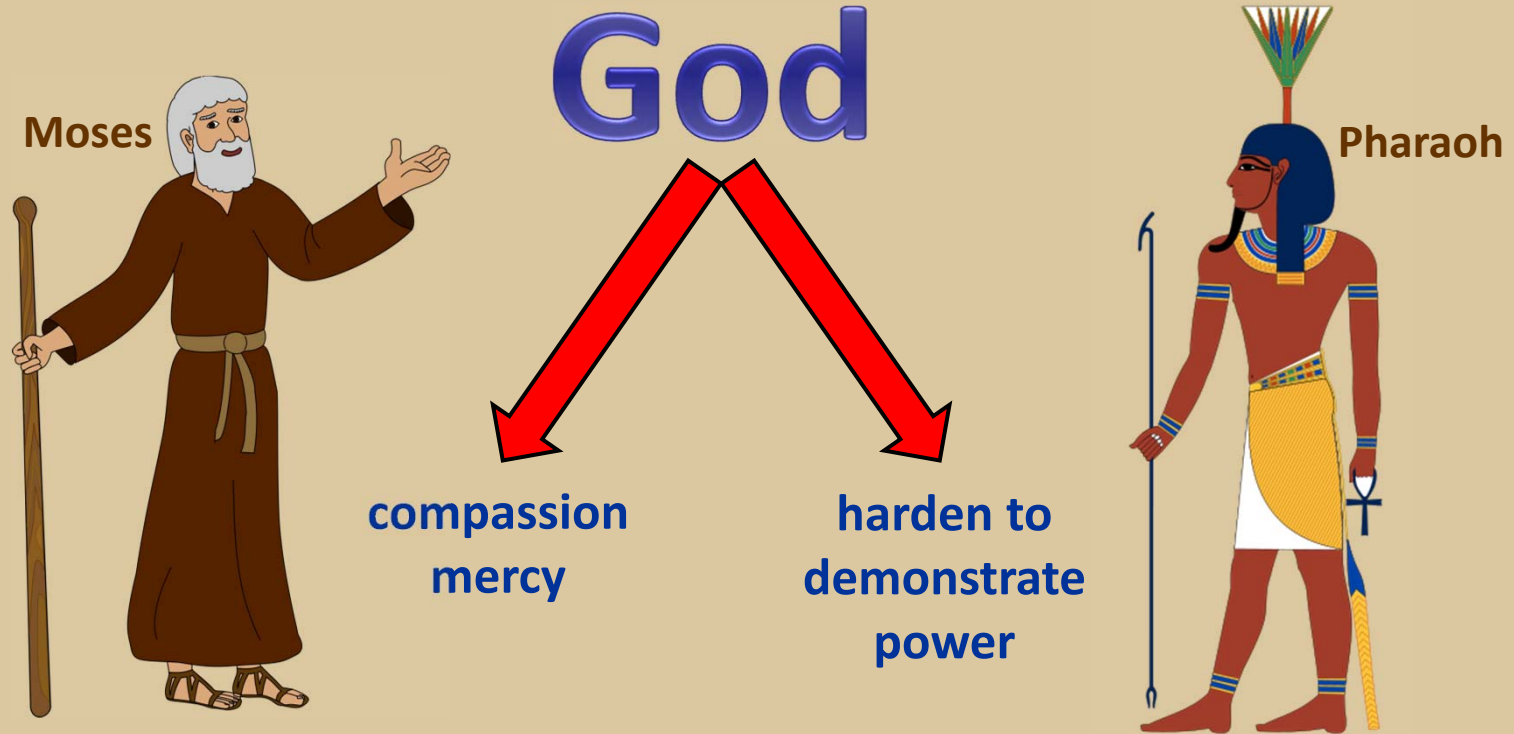 God
Moses
Pharaoh
compassion
mercy
harden to
demonstrate
power